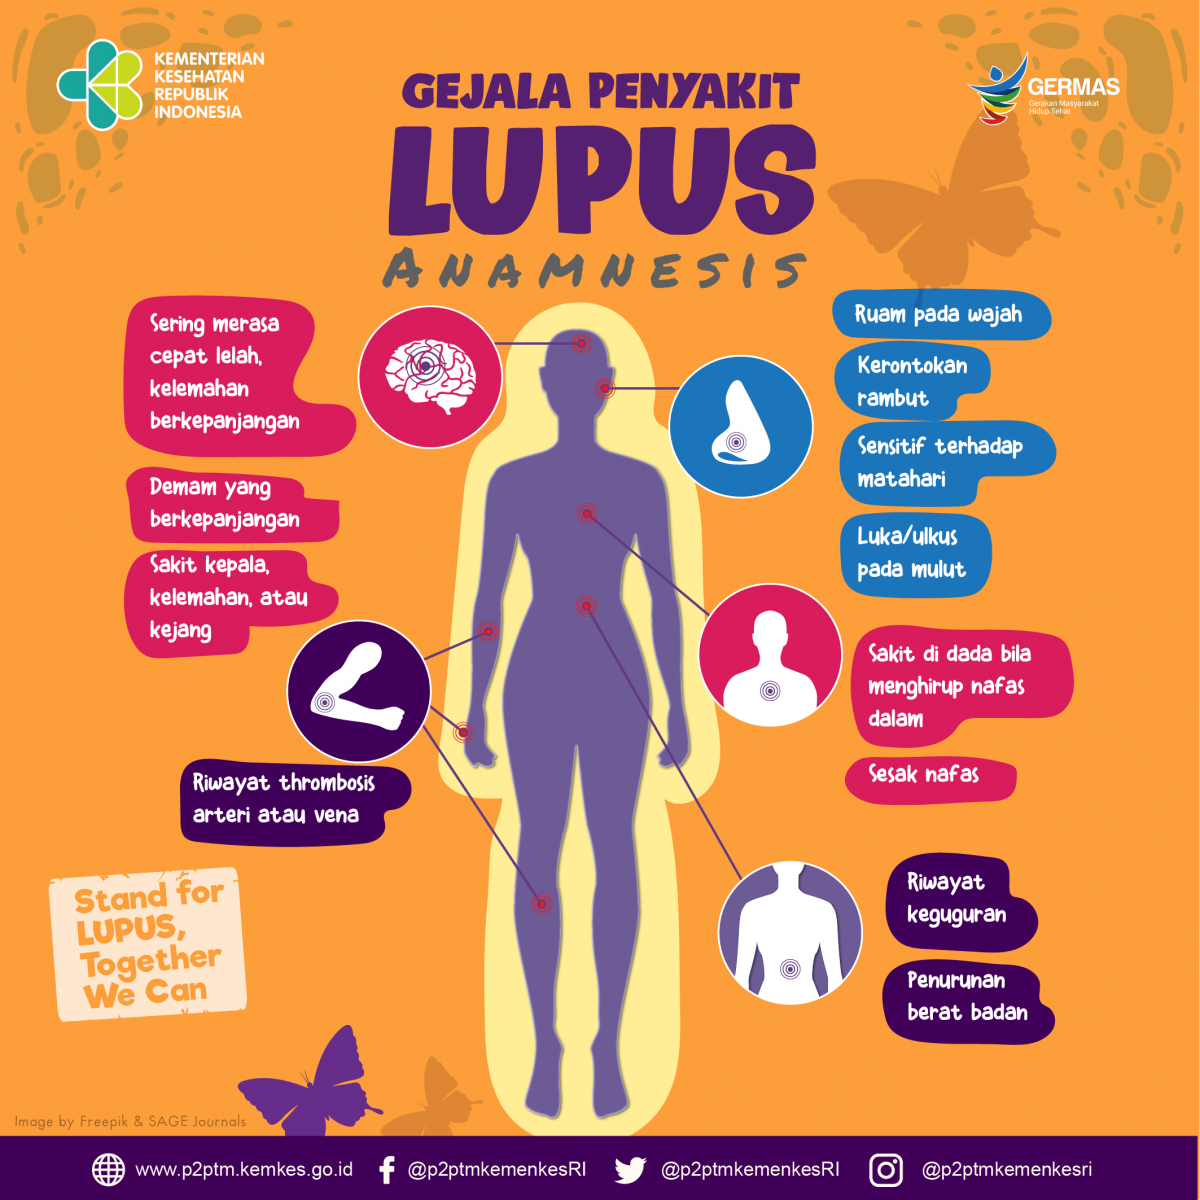 KEMENTERIAN
KESEHATAN
REPUBLIK
INDONESIA
GERMAS
Gerakan Masyarakat
Hidup Sehat
GEJALA PENYAKIT
LUPUS
ANAMNESIS
Sering merasa
cepat lelah,
kelemahan
berkepanjangan
Demam yang
berkepanjangan
Sakit kepala,
kelemahan, atau
kejang
Riwayat thrombosis
arteri atau vena
Ruam pada wajah
Kerontokan
rambut
Sensitif terhadap
matahari
Luka/ulkus
pada mulut
Sakit di dada bila
menghirup nafas
dalam
Sesak nafas
Riwayat
keguguran
Penurunan
berat badan
Stand for
LUPUS,
Together
We Can
Image by Freepik & SAGE Journals
www.p2ptm.kemkes.go.id
@p2ptmkemenkesRI
@p2ptmkemenkesRI
@p2ptmkemenkesri